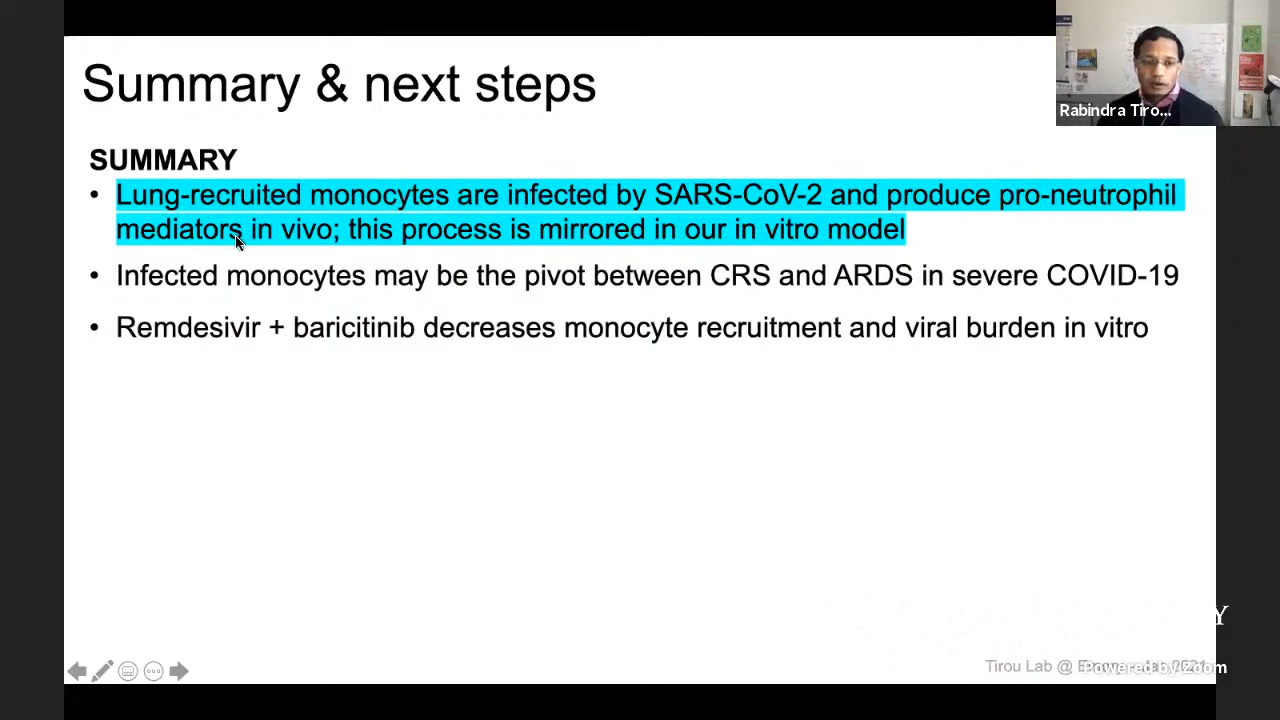 Summary & next steps
Rabindra Tiro...
SUMMARY
• Lung-recruited monocytes are infected by SARS-CoV-2 and produce pro-neutrophil
mediators in vivo; this process is mirrored in our in vitro model
• Infected monocytes may be the pivot between CRS and ARDS in severe COVID-19
• Remdesivir + baricitinib decreases monocyte recruitment and viral burden in vitro
Y
Tirou Lab @
Powered by Zoom